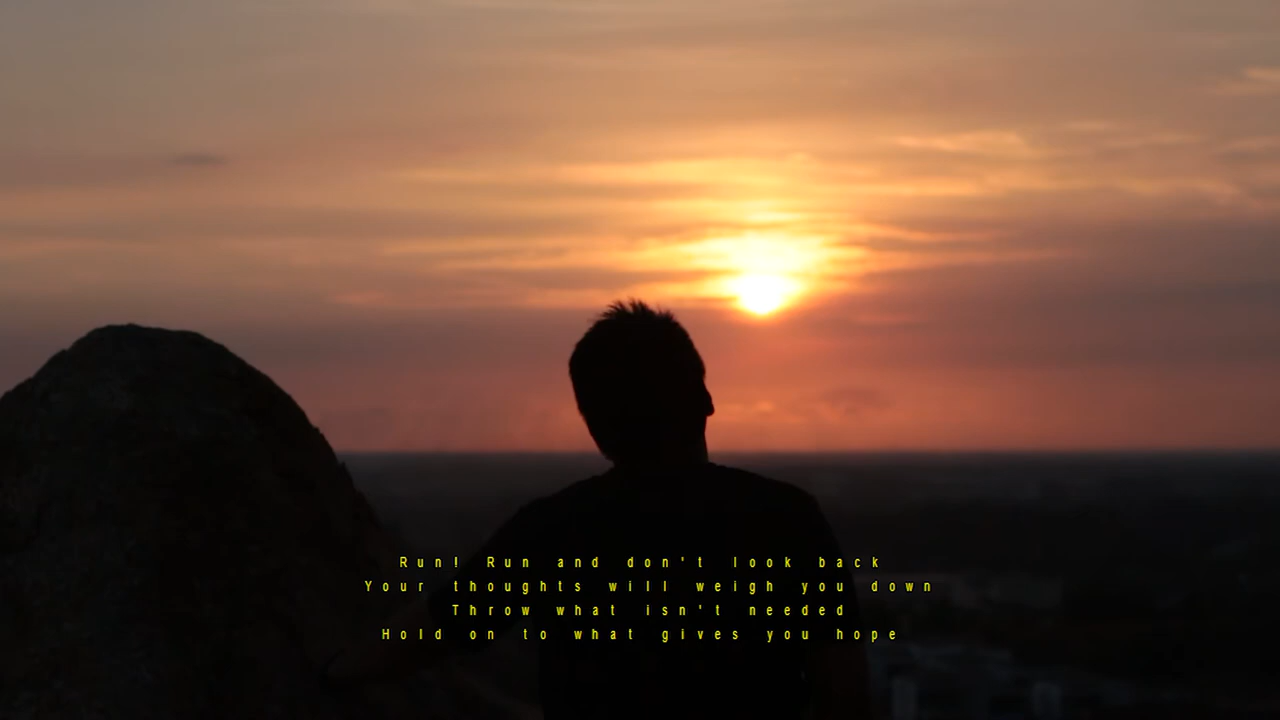 Run! Run and don't look back
Your thoughts will weigh you down
Throw what isn't needed
Hold on to what gives you hope